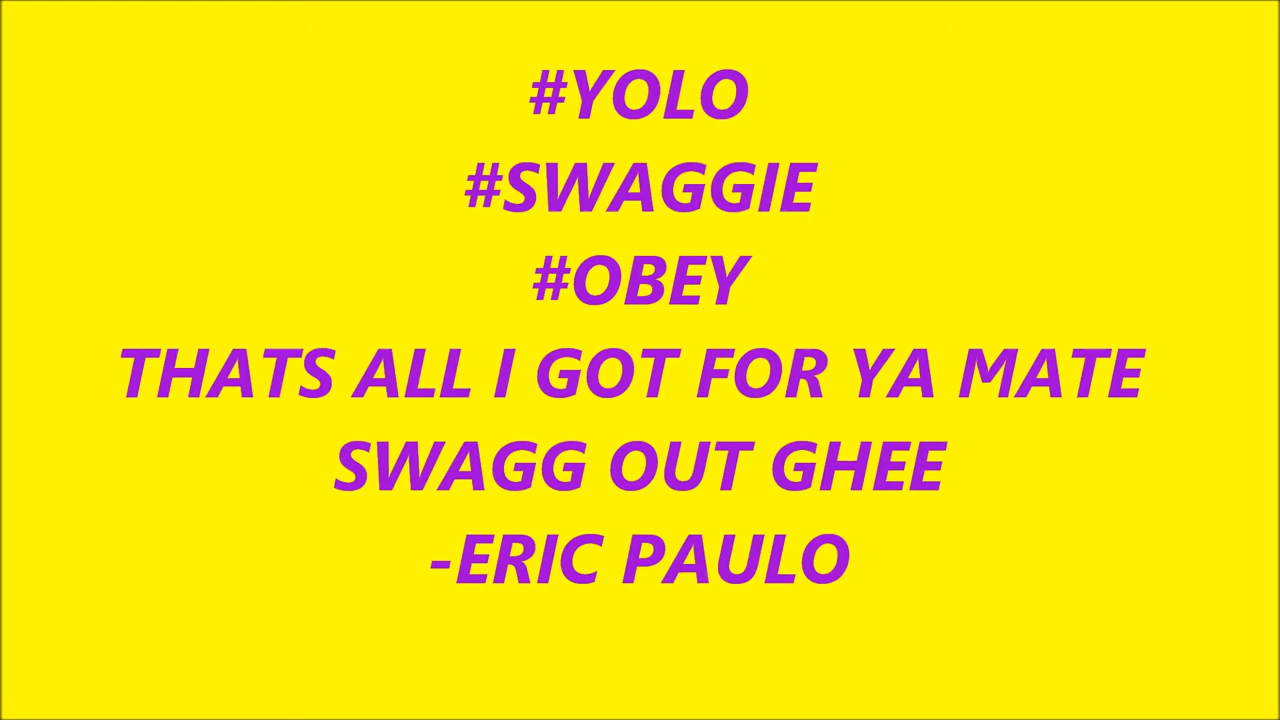 #YOLO
#SWAGGIE
#OBEY
THATS ALL I GOT FOR YA MATE
SWAGG OUT GHEE
-ERIC PAULO